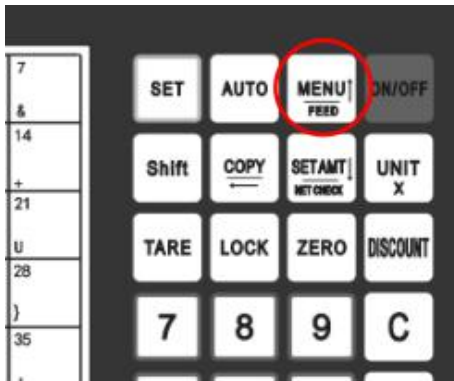 7
&
14
+
21
U
28
}
35
SET AUTO MENU↑ ON/OFF
FEED
Shift COPY SETAMT↓ UNIT
← NET CHECK X
TARE LOCK ZERO DISCOUNT
7 8 9 C